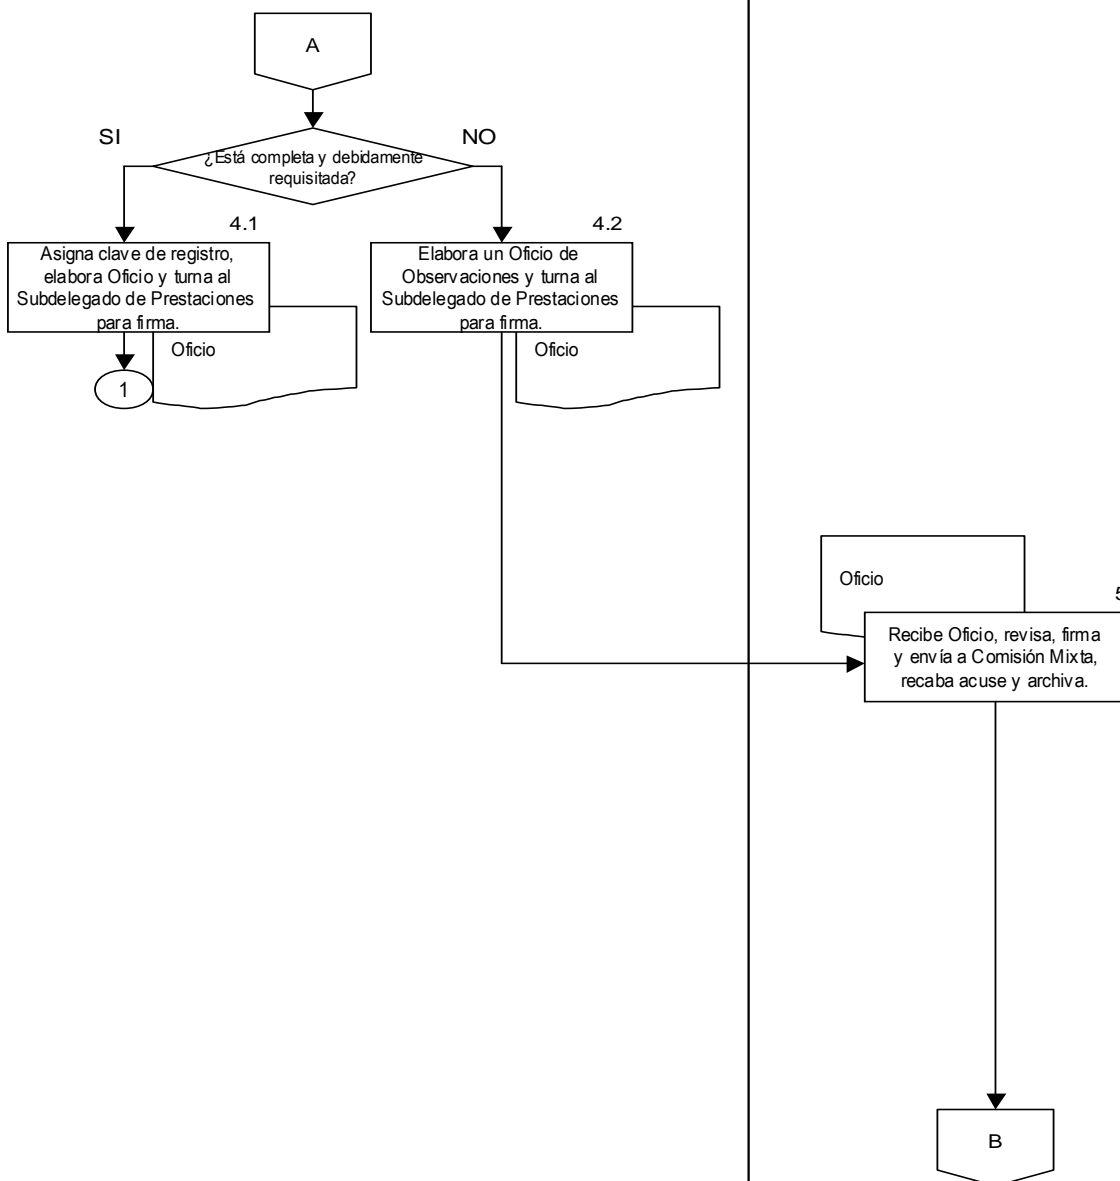 A
SI
NO
¿Está completa y debidamente
requisitada?
4.1
4.2
Asigna clave de registro,
elabora Oficio y turna al
Subdelegado de Prestaciones
para firma.
Elabora un Oficio de
Observaciones y turna al
Subdelegado de Prestaciones
para firma.
Oficio
Oficio
1
Oficio
5
Recibe Oficio, revisa, firma
y envía a Comisión Mixta,
recaba acuse y archiva.
B